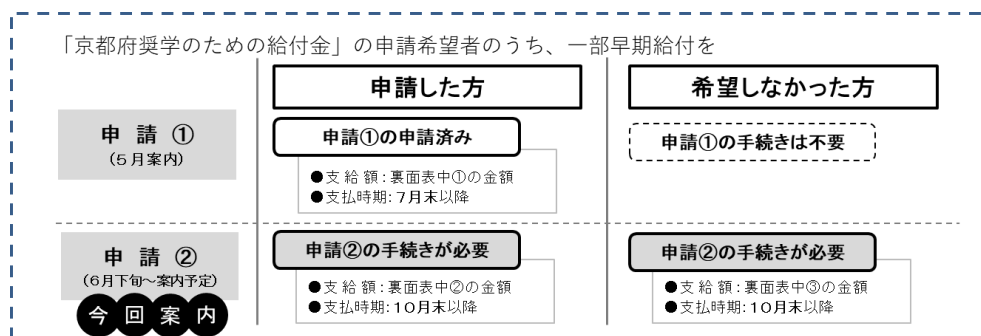 「京都府奨学のための給付金」の申請希望者のうち、一部早期給付を
申請した方
希望しなかった方
申請①
(5月案内)
申請①の申請済み
●支給額:裏面表中①の金額
●支払時期:7月末以降
申請①の手続きは不要
申請②
(6月下旬~案内予定)
今回案内
申請②の手続きが必要
●支給額:裏面表中②の金額
●支払時期:10月末以降
申請②の手続きが必要
●支給額:裏面表中③の金額
●支払時期:10月末以降